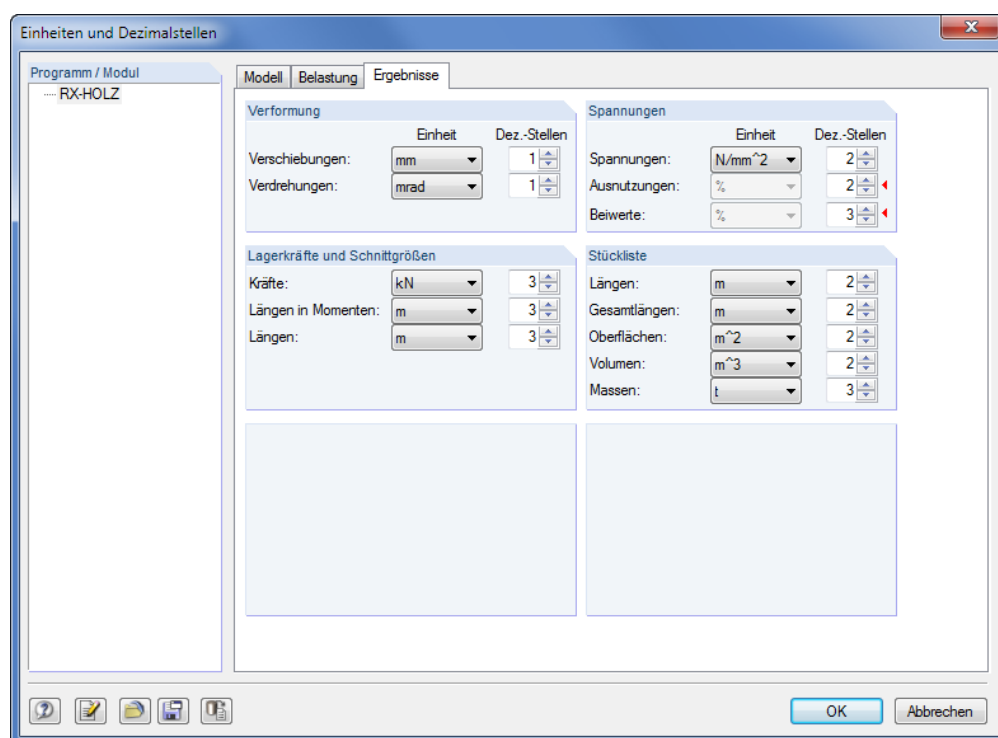 Einheiten und Dezimalstellen
Programm / Modul
RX-HOLZ
Modell Belastung Ergebnisse
Verformung
Einheit Dez.-Stellen
Verschiebungen: mm 1
Verdrehungen: mrad 1
Spannungen
Einheit Dez.-Stellen
Spannungen: N/mm^2 2
Ausnutzungen: % 2
Beiwerte: % 3
Lagerkräfte und Schnittgrößen
Kräfte: kN 3
Längen in Momenten: m 3
Längen: m 3
Stückliste
Längen: m 2
Gesamtlängen: m 2
Oberflächen: m^2 2
Volumen: m^3 2
Massen: t 3
OK Abbrechen